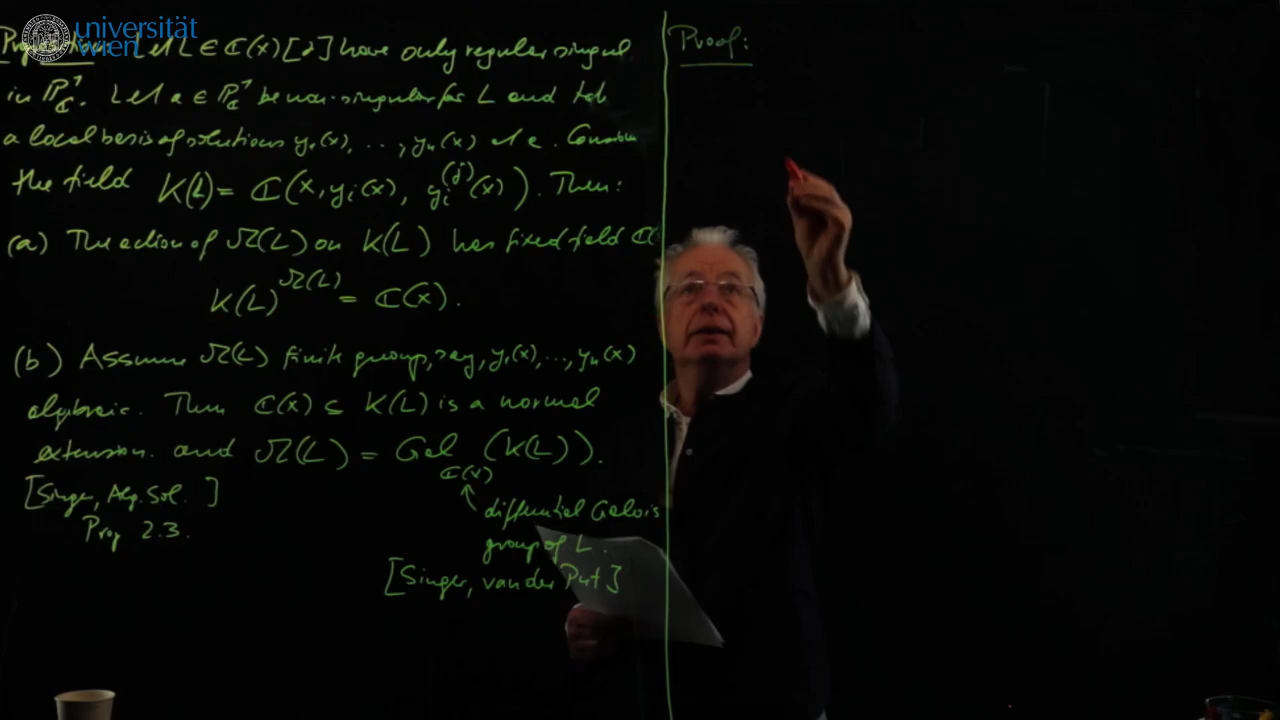 universität
wien
Proposition: Let L ∈ ℂ(x)[∂] have only regular singul.
in ℙ¹_ℂ. Let a ∈ ℙ¹_ℂ be non-singular for L and
a local basis of solutions y₁(x), ..., yₙ(x) at a.
the field K(L) = ℂ(x, yᵢ(x), yᵢ^(j)(x)). Then:
(a) The action of 𝓜(L) on K(L) has fixed field ℂ(
K(L)^𝓜(L) = ℂ(x).
(b) Assume 𝓜(L) finite group, say, y₁(x), ..., yₙ(x)
algebraic. Then ℂ(x) ⊂ K(L) is a normal
extension. and 𝓜(L) = Gal_ℂ(x) (K(L)).
[Singer, Alg. Sol. ]
Prop 2.3.
↑ differential Galois
group of L.
[Singer, van der Put]
Proof: